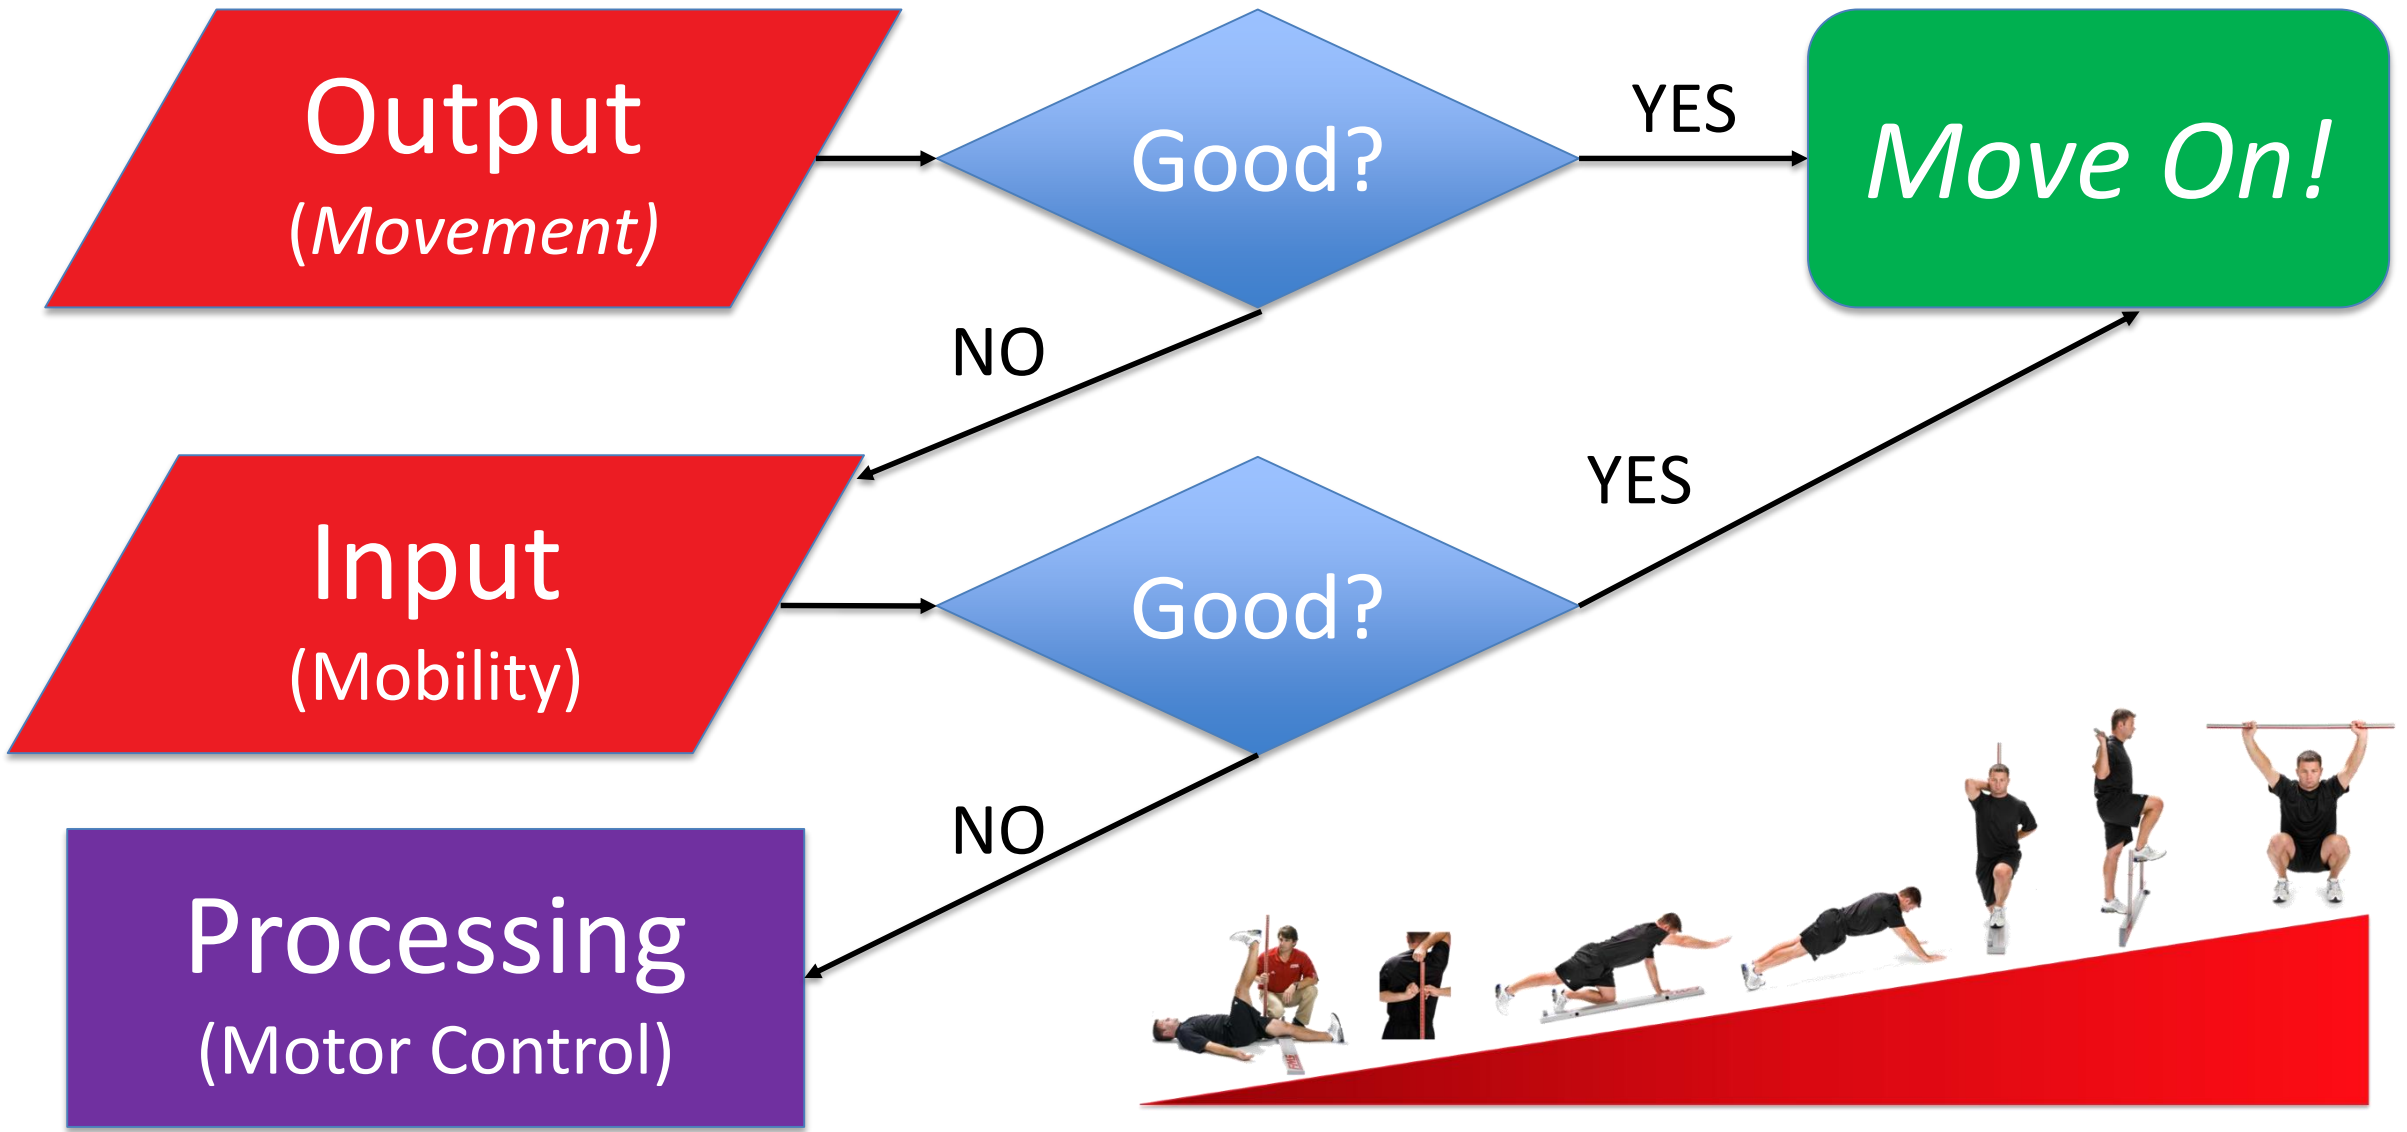 Output
(Movement)
Good?
YES
Move On!
NO
Input
(Mobility)
Good?
YES
NO
Processing
(Motor Control)